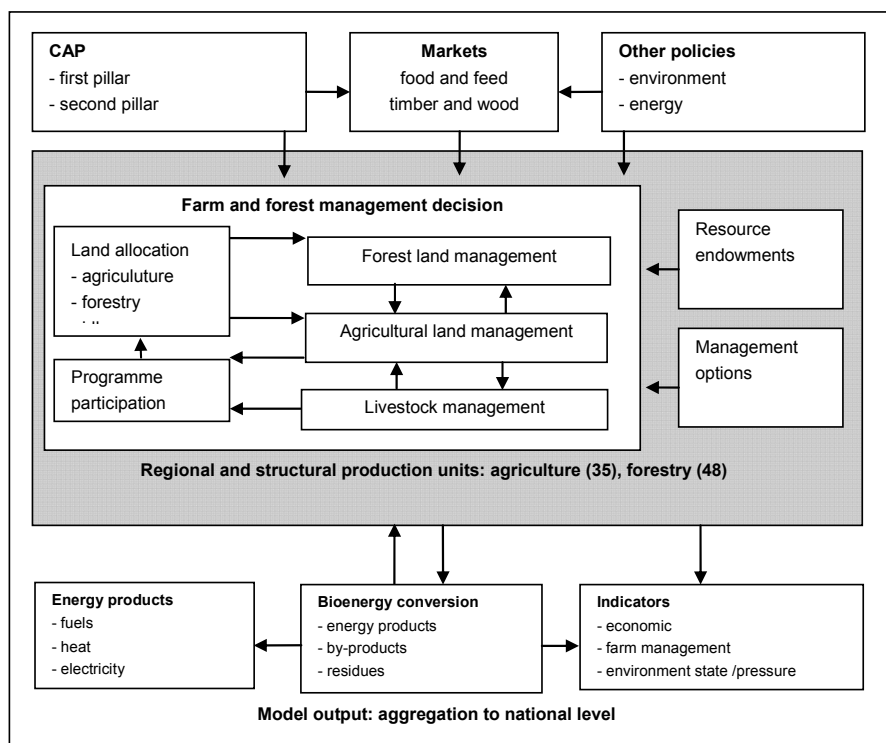 CAP
- first pillar
- second pillar
Markets
food and feed
timber and wood
Other policies
- environment
- energy
Farm and forest management decision
Land allocation
- agriculuture
- forestry
Forest land management
Agricultural land management
Programme
participation
Livestock management
Resource
endowments
Management
options
Regional and structural production units: agriculture (35), forestry (48)
Energy products
- fuels
- heat
- electricity
Bioenergy conversion
- energy products
- by-products
- residues
Indicators
- economic
- farm management
- environment state /pressure
Model output: aggregation to national level